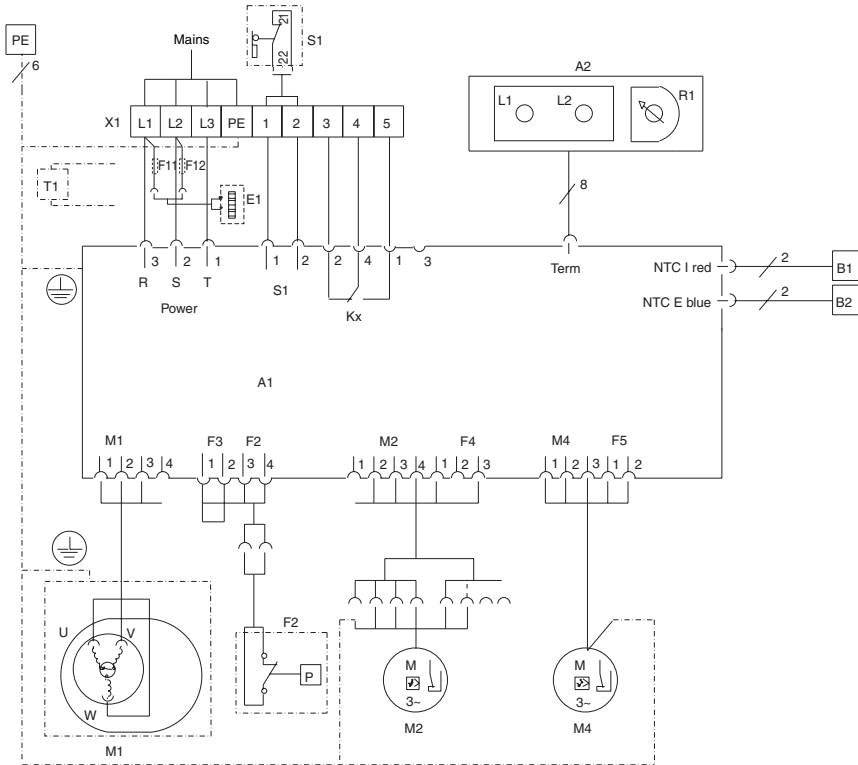 PE
6
Mains
21
22
S1
A2
L1
L2
R1
X1
L1
L2
L3
PE
1
2
3
4
5
F11
F12
T1
E1
8
3
2
1
1
2
2
4
1
3
R
S
T
S1
Term
Power
Kx
NTC I red
2
B1
NTC E blue
2
B2
A1
M1
F3
F2
M2
F4
M4
F5
1
2
3
4
1
2
3
4
1
2
3
4
1
2
3
1
2
3
1
2
F2
U
V
W
P
M
3~
M
3~
M1
M2
M4